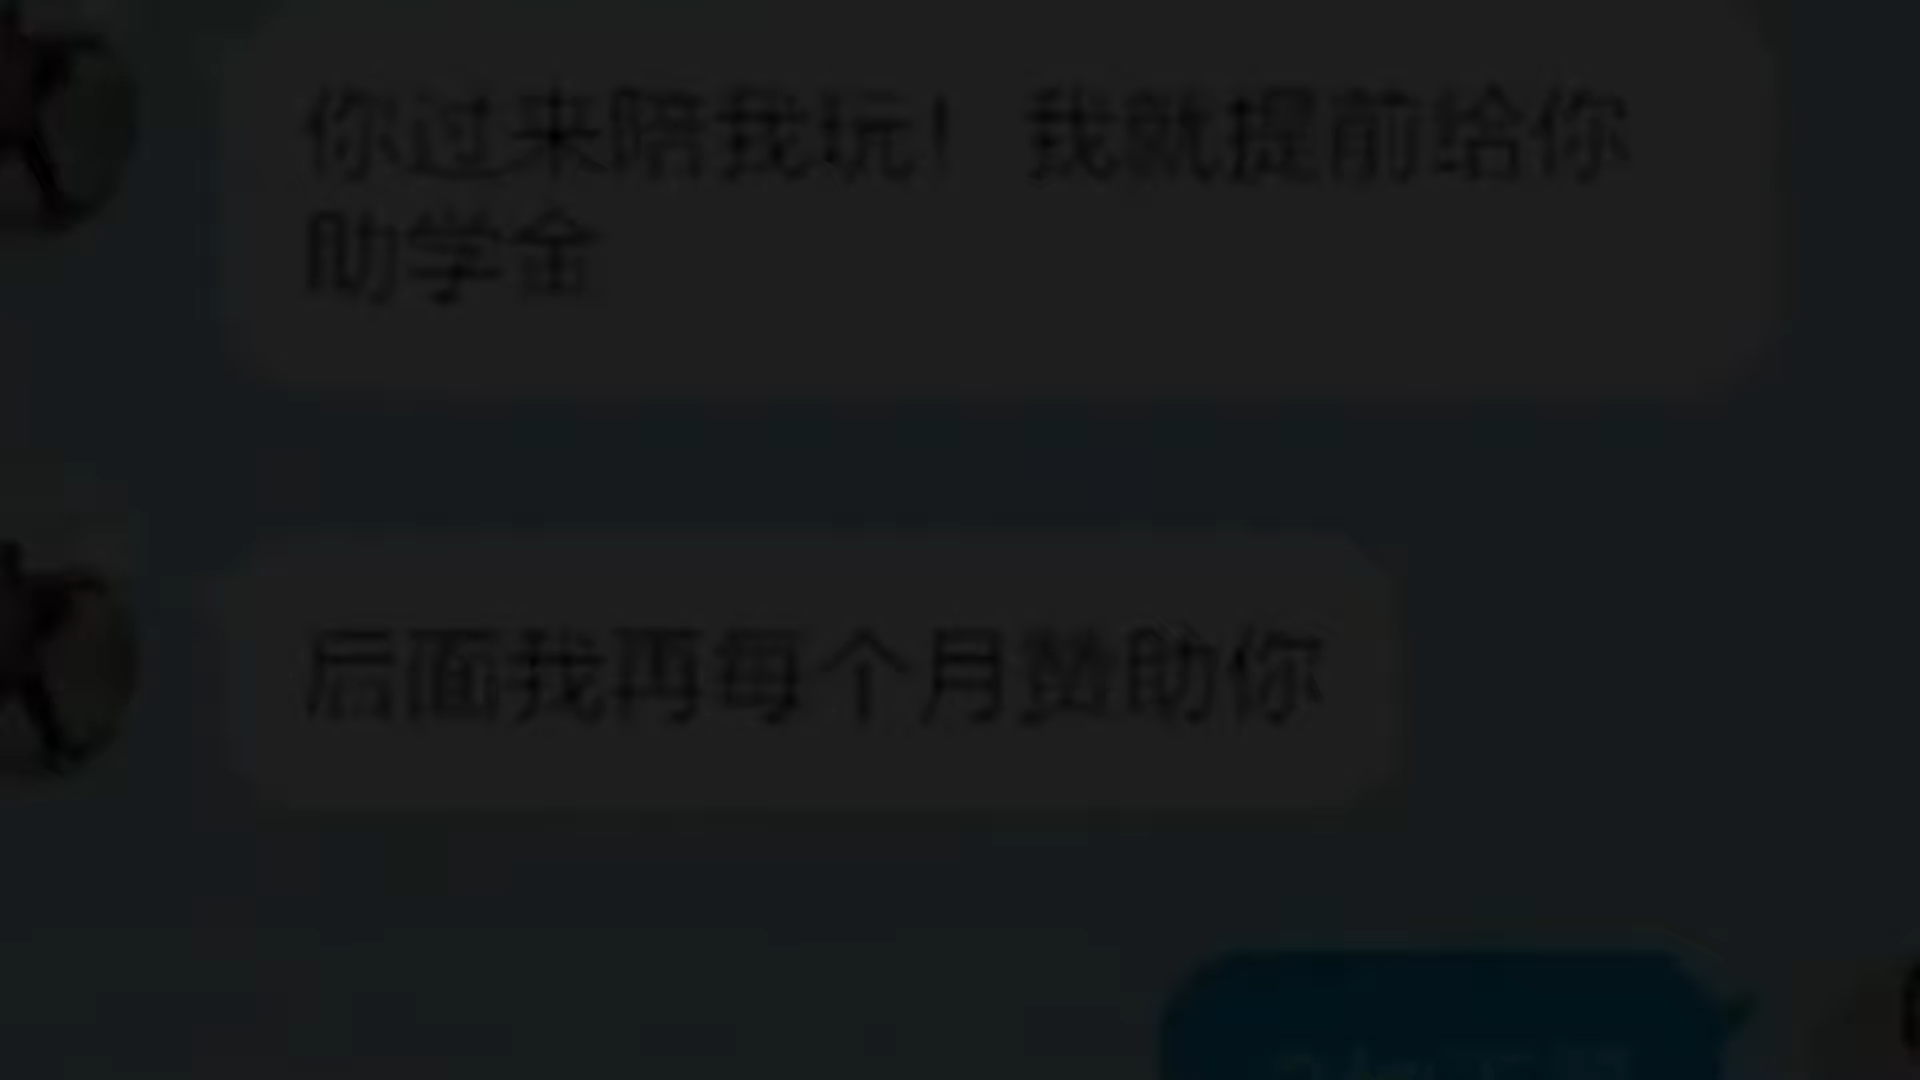 你过来陪我玩！ 我就提前给你
助学金
后面我再每个月赞助你